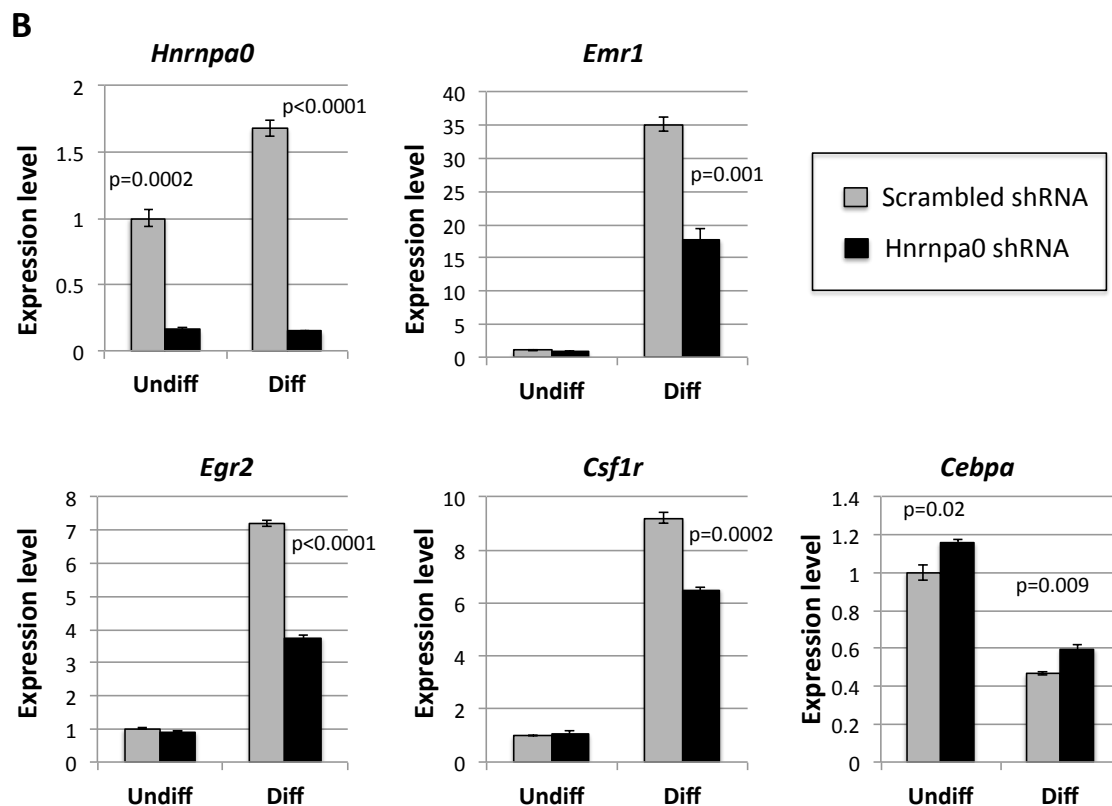 B
Hnrnpa0
Expression level
2
1.5
1
0.5
0
p=0.0002
p<0.0001
Undiff Diff
Emr1
Expression level
40
35
30
25
20
15
10
5
0
p=0.001
Undiff Diff
Scrambled shRNA
Hnrnpa0 shRNA
Egr2
Expression level
8
7
6
5
4
3
2
1
0
p<0.0001
Undiff Diff
Csf1r
Expression level
10
8
6
4
2
0
p=0.0002
Undiff Diff
Cebpa
Expression level
1.4
1.2
1
0.8
0.6
0.4
0.2
0
p=0.02
p=0.009
Undiff Diff